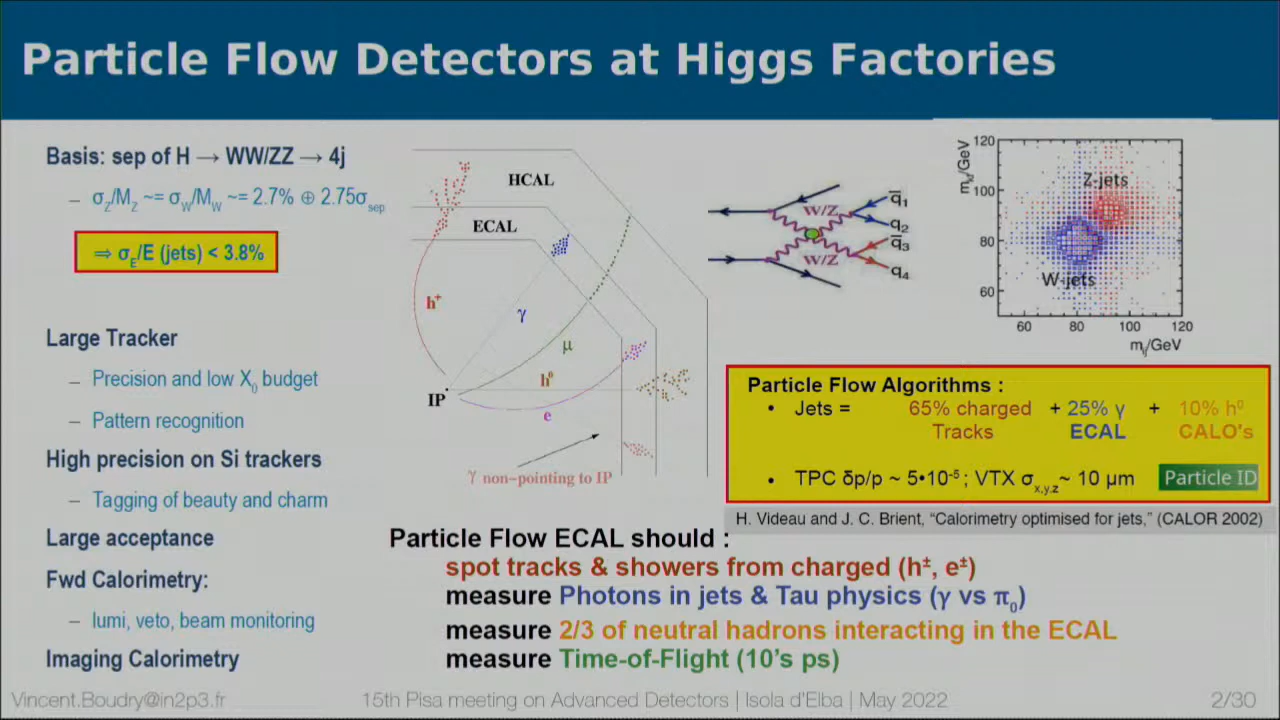 Particle Flow Detectors at Higgs Factories
Basis: sep of H → WW/ZZ → 4j
– σZ/MZ ~= σW/MW ~= 2.7% ⊕ 2.75σsep
⇒ σE/E (jets) < 3.8%
Large Tracker
– Precision and low X0 budget
– Pattern recognition
High precision on Si trackers
– Tagging of beauty and charm
Large acceptance
Fwd Calorimetry:
– lumi, veto, beam monitoring
Imaging Calorimetry
HCAL
ECAL
h+
γ
μ
h0
IP
e
γ non-pointing to IP
W/Z
W/Z
q̄1
q2
q̄3
q4
mkl/GeV
120
100
80
60
Z-jets
W-jets
60 80 100 120
mij/GeV
Particle Flow Algorithms :
• Jets = 65% charged + 25% γ + 10% h0
Tracks ECAL CALO's
• TPC δp/p ~ 5•10-5; VTX σx,y,z~ 10 μm Particle ID
H. Videau and J. C. Brient, “Calorimetry optimised for jets,” (CALOR 2002)
Particle Flow ECAL should :
spot tracks & showers from charged (h±, e±)
measure Photons in jets & Tau physics (γ vs π0)
measure 2/3 of neutral hadrons interacting in the ECAL
measure Time-of-Flight (10's ps)
Vincent.Boudry@in2p3.fr
15th Pisa meeting on Advanced Detectors | Isola d'Elba | May 2022
2/30